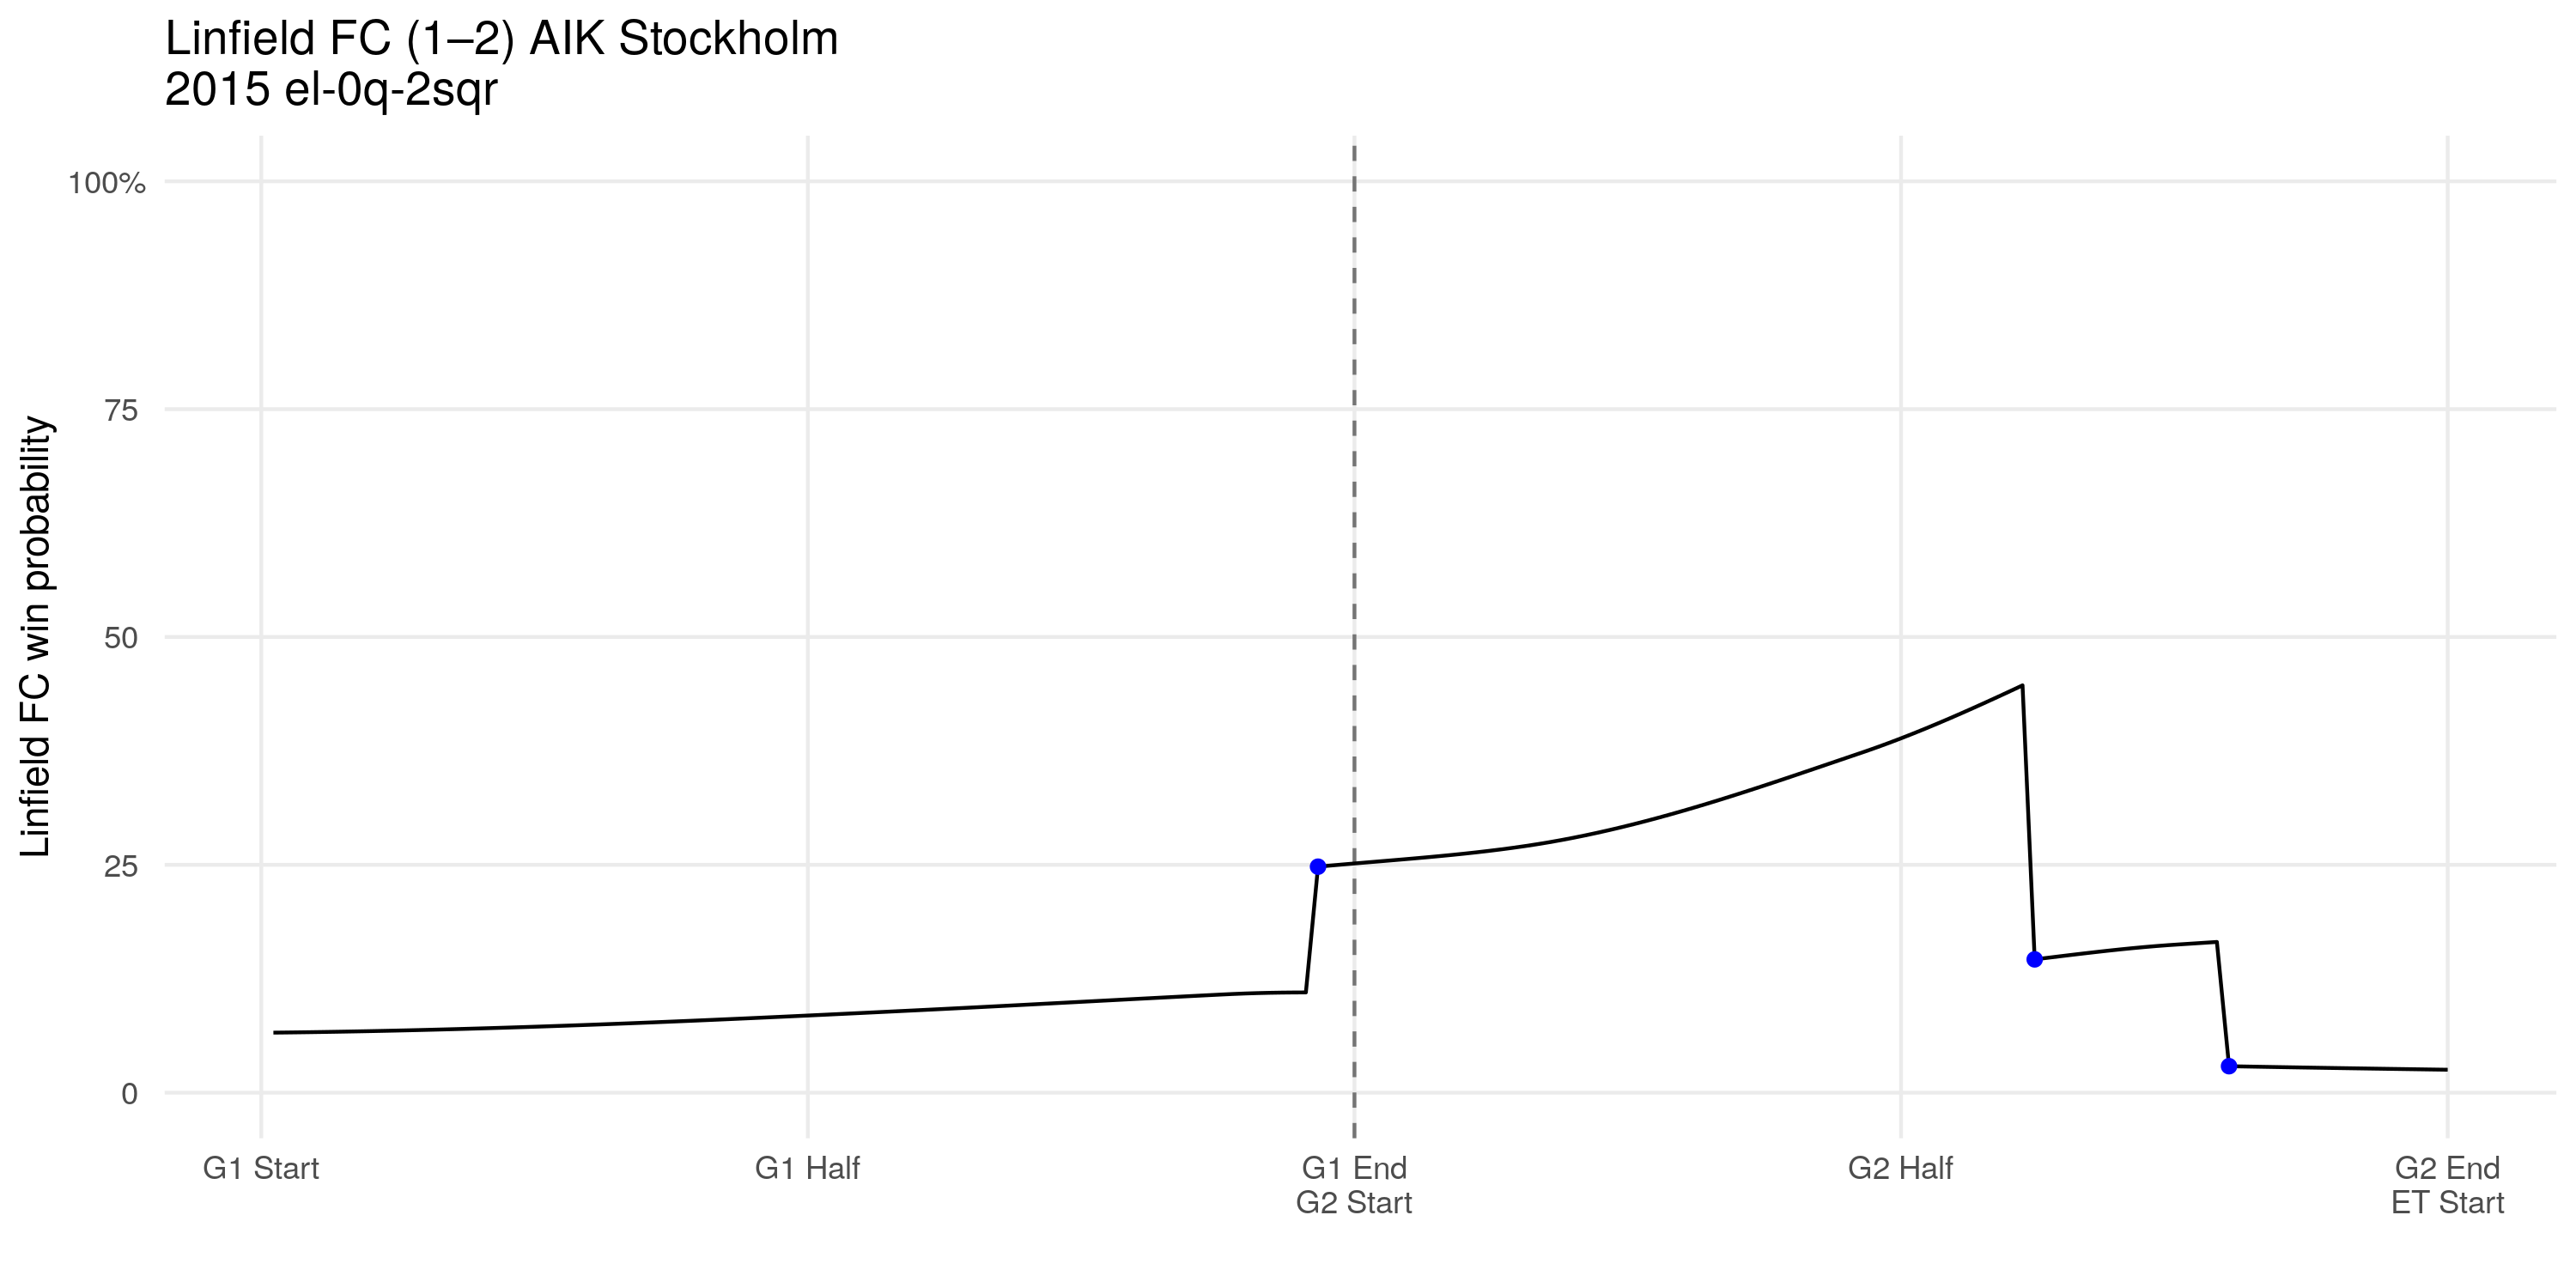 Linfield FC (1–2) AIK Stockholm
2015 el-0q-2sqr
Linfield FC win probability
100%
75
50
25
0
G1 Start
G1 Half
G1 End
G2 Start
G2 Half
G2 End
ET Start